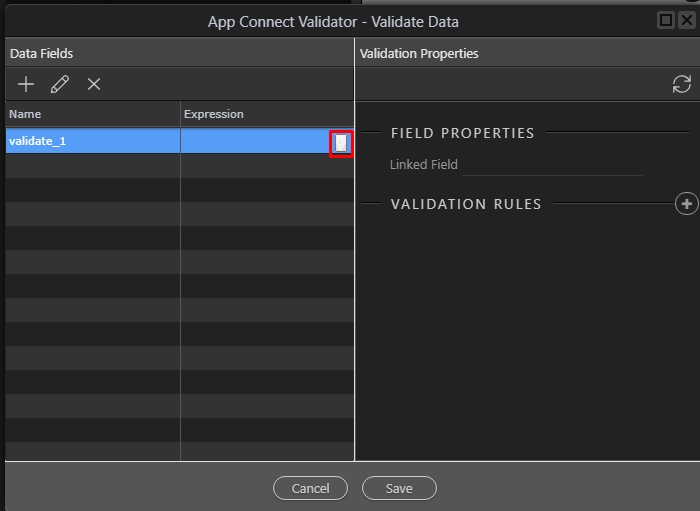 App Connect Validator - Validate Data
Data Fields
Validation Properties
Name
Expression
validate_1
FIELD PROPERTIES
Linked Field
VALIDATION RULES
Cancel
Save